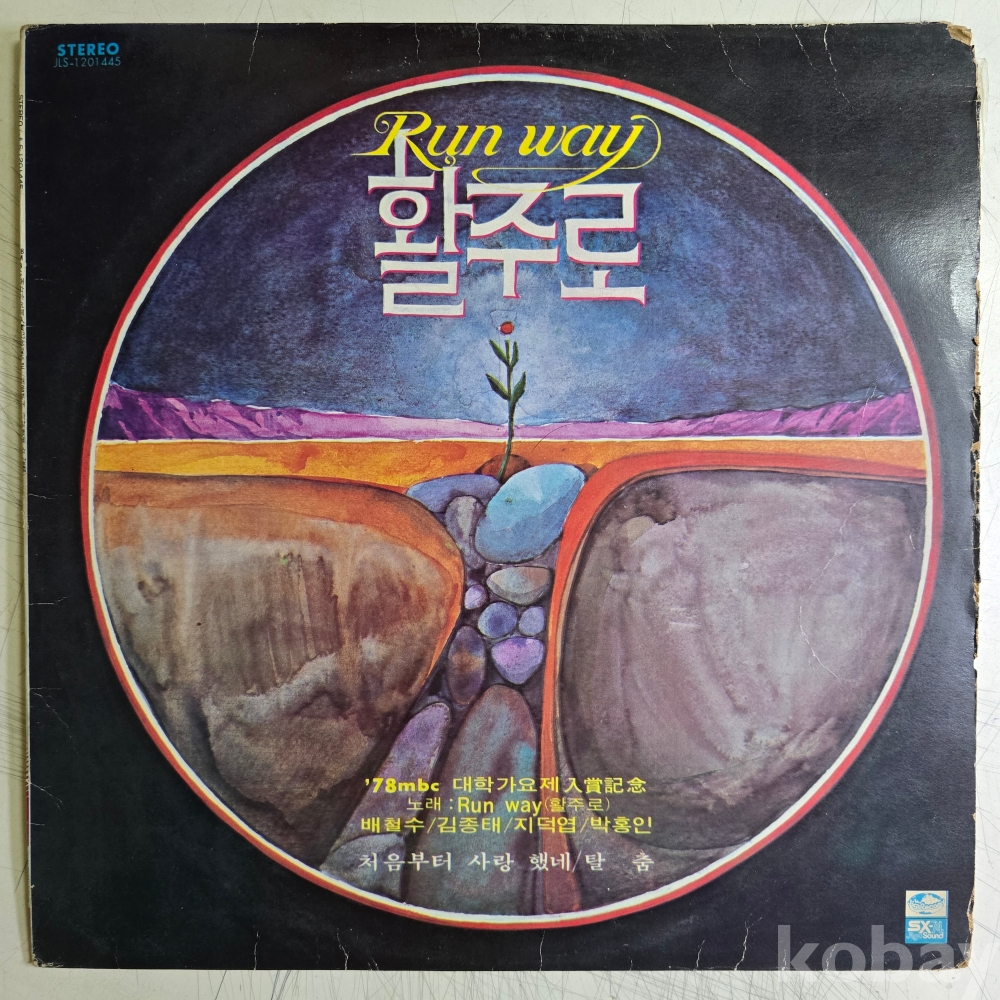 STEREO
JLS-1201445
Run way
활주로
'78mbc 대학가요제入賞記念
노래 : Run way(활주로)
배철수/김종태/지덕엽/박홍인
처음부터 사랑 했네/탈 춤
SX
Sound
koba